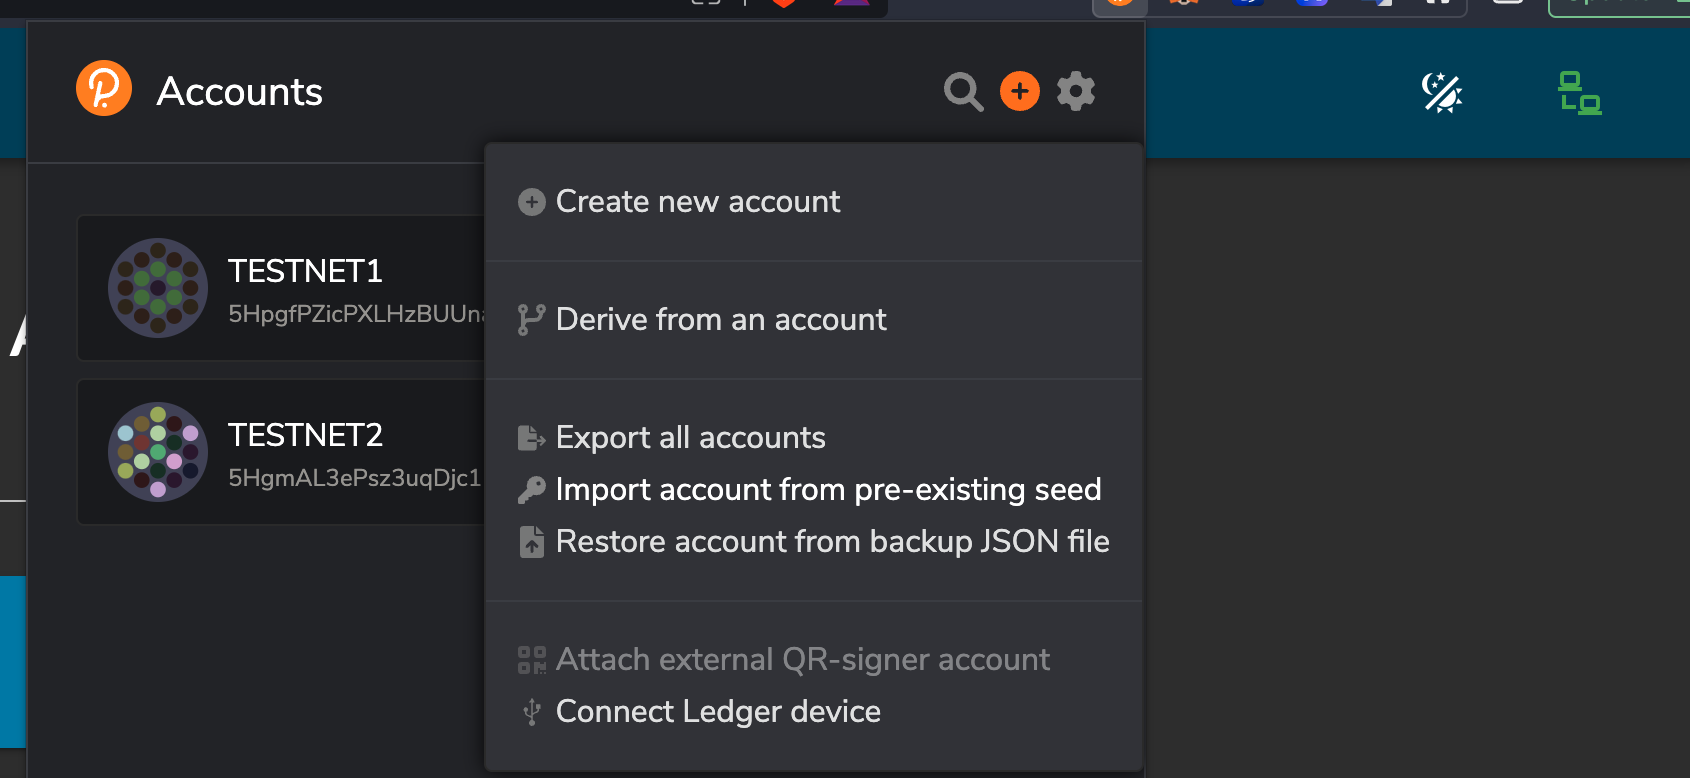 Accounts
Create new account
TESTNET1
5HpgfPZicPXLHzBUUna
Derive from an account
TESTNET2
5HgmAL3ePsz3uqDjc1
Export all accounts
Import account from pre-existing seed
Restore account from backup JSON file
Attach external QR-signer account
Connect Ledger device